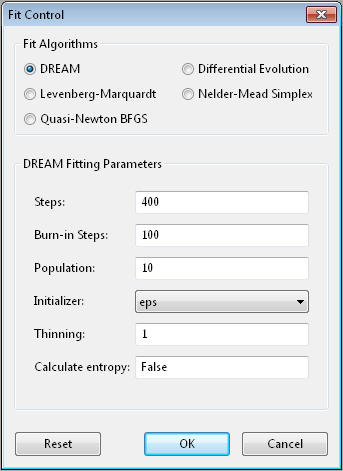 Fit Control
Fit Algorithms
DREAM Differential Evolution
Levenberg-Marquardt Nelder-Mead Simplex
Quasi-Newton BFGS
DREAM Fitting Parameters
Steps: 400
Burn-in Steps: 100
Population: 10
Initializer: eps
Thinning: 1
Calculate entropy: False
Reset OK Cancel